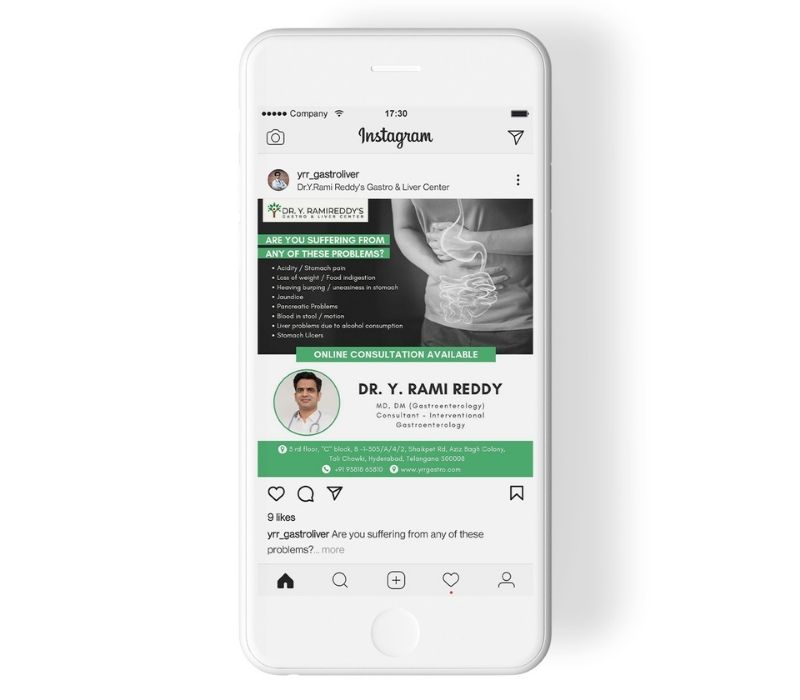 Company
17:30
Instagram
yrr_gastroliver
Dr.Y.Rami Reddy's Gastro & Liver Center
DR. Y. RAMIREDDY'S
GASTRO & LIVER CENTER
ARE YOU SUFFERING FROM
ANY OF THESE PROBLEMS?
Acidity / Stomach pain
Loss of weight / Food indigestion
Heaving burping / uneasiness in stomach
Jaundice
Pancreatic Problems
Blood in stool / motion
Liver problems due to alcohol consumption
Stomach Ulcers
ONLINE CONSULTATION AVAILABLE
DR. Y. RAMI REDDY
MD, DM (Gastroenterology)
Consultant - Interventional
Gastroenterology
3 rd floor, "C" block, 8 -1-305/A/4/2, Shaikpet Rd, Aziz Bagh Colony,
Toli Chowki, Hyderabad, Telangana 500008
+91 93818 63810 www.yrrgastro.com
9 likes
yrr_gastroliver Are you suffering from any of these
problems?... more